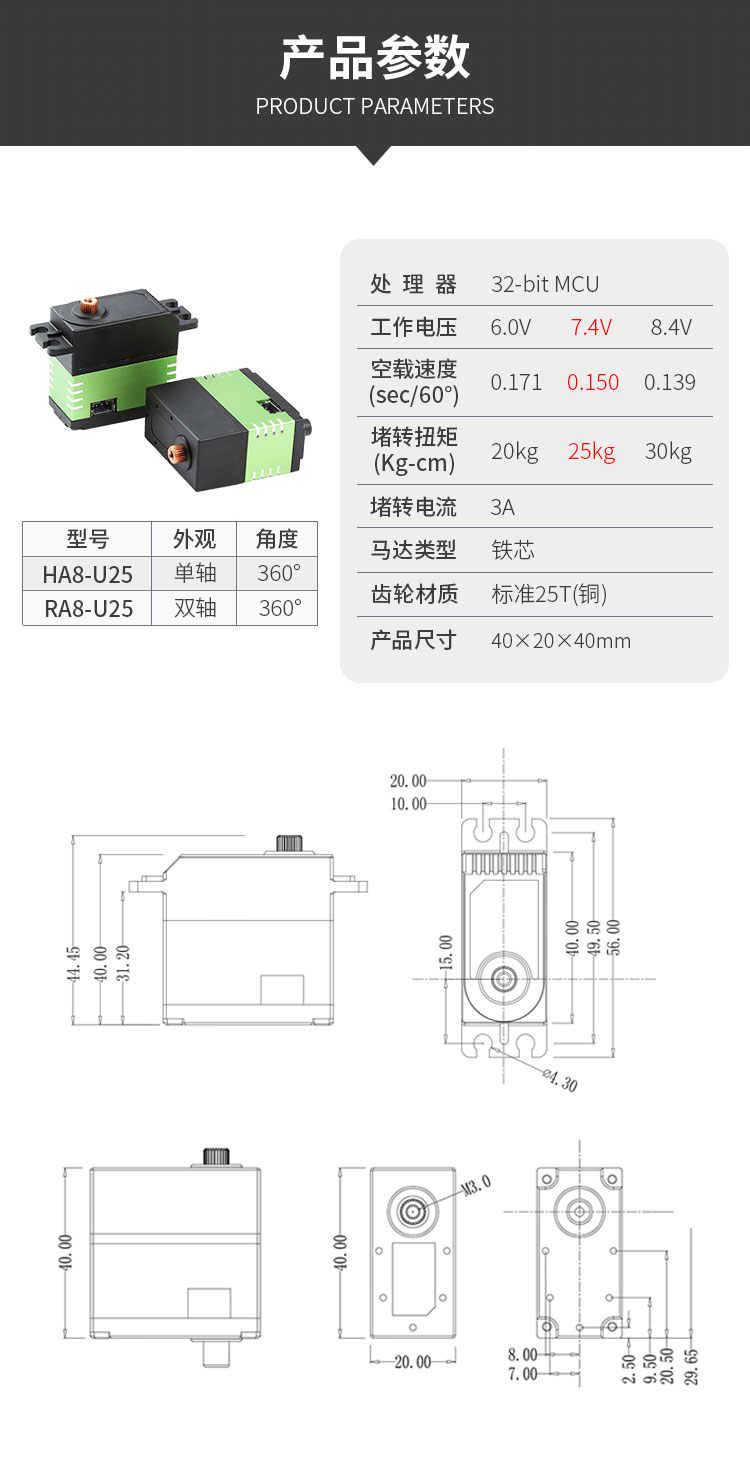 产品参数
PRODUCT PARAMETERS
处理器 32-bit MCU
工作电压 6.0V 7.4V 8.4V
空载速度
(sec/60°) 0.171 0.150 0.139
堵转扭矩
(Kg-cm) 20kg 25kg 30kg
堵转电流 3A
马达类型 铁芯
齿轮材质 标准25T(铜)
产品尺寸 40×20×40mm
型号 外观 角度
HA8-U25 单轴 360°
RA8-U25 双轴 360°
20.00
10.00
44.45
40.00
31.20
15.00
40.00
49.50
56.00
⌀4.30
40.00
40.00
M3.0
20.00
8.00
7.00
2.50
9.50
20.50
29.65